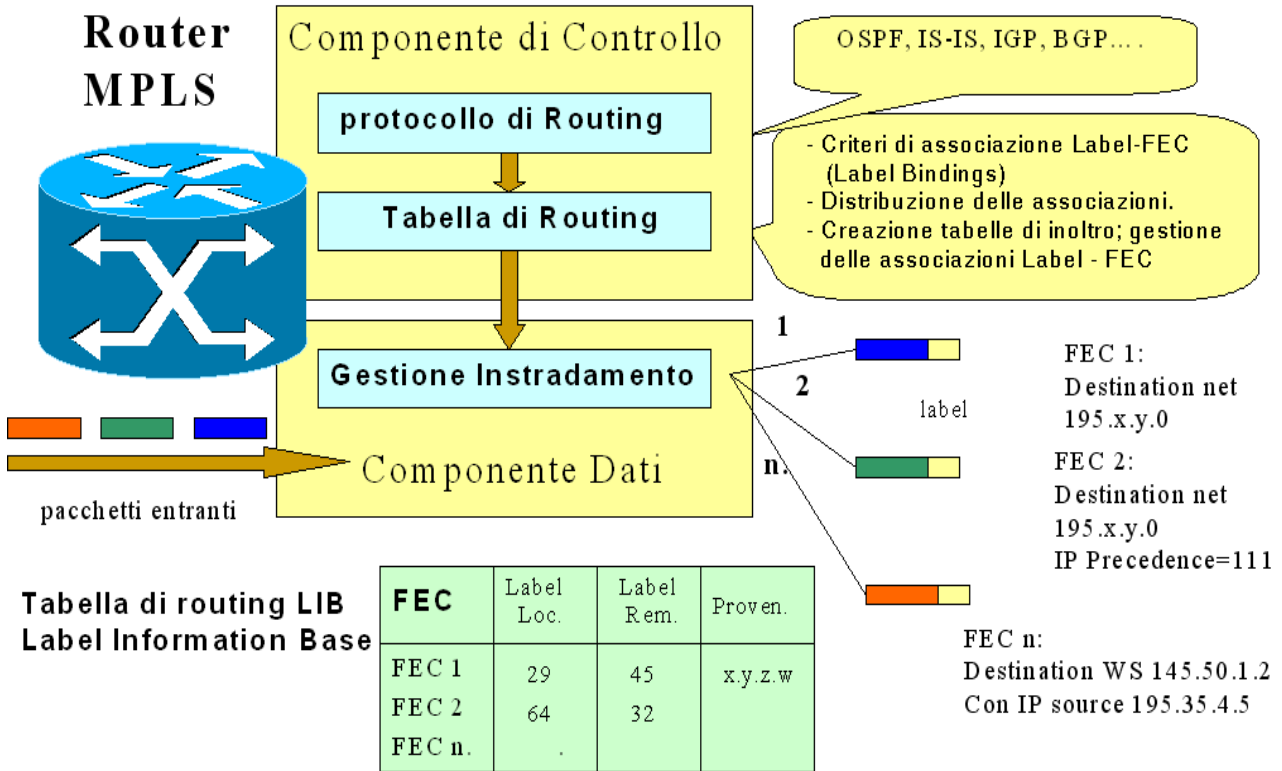 Router
MPLS
Componente di Controllo
protocollo di Routing
Tabella di Routing
OSPF, IS-IS, IGP, BGP... .
- Criteri di associazione Label-FEC
(Label Bindings)
- Distribuzione delle associazioni.
- Creazione tabelle di inoltro; gestione
delle associazioni Label - FEC
Gestione Instradamento
Componente Dati
pacchetti entranti
1
2
n.
label
FEC 1:
Destination net
195.x.y.0
FEC 2:
Destination net
195.x.y.0
IP Precedence=111
FEC n:
Destination WS 145.50.1.2
Con IP source 195.35.4.5
Tabella di routing LIB
Label Information Base
FEC
Label
Loc.
Label
Rem.
Proven.
FEC 1 29 45 x.y.z.w
FEC 2 64 32
FEC n. .